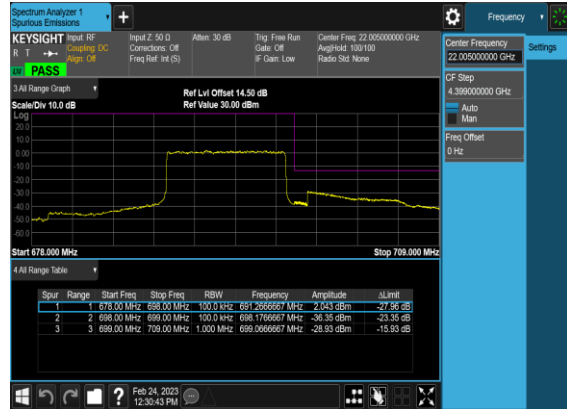 Spectrum Analyzer 1
Spurious Emissions
+
Frequency
KEYSIGHT
R T
PASS
Input: RF
Coupling: DC
Align: Off
Input Z: 50 Ω
Corrections: Off
Freq Ref: Int (S)
Atten: 30 dB
Trig: Free Run
Gate: Off
IF Gain: Low
Center Freq: 22.005000000 GHz
Avg|Hold: 100/100
Radio Std: None
Center Frequency
22.005000000 GHz
Settings
CF Step
4.399000000 GHz
Auto
Man
Freq Offset
0 Hz
3 All Range Graph
Scale/Div 10.0 dB
Ref Lvl Offset 14.50 dB
Ref Value 30.00 dBm
Log
20.0
10.0
0.00
-10.0
-20.0
-30.0
-40.0
-50.0
-60.0
Start 678.000 MHz
Stop 709.000 MHz
4 All Range Table
Spur Range Start Freq Stop Freq RBW Frequency Amplitude ΔLimit
1 1 678.00 MHz 698.00 MHz 100.0 kHz 691.2666667 MHz 2.043 dBm -27.96 dB
2 2 698.00 MHz 699.00 MHz 100.0 kHz 698.1766667 MHz -36.35 dBm -23.35 dB
3 3 699.00 MHz 709.00 MHz 1.000 MHz 699.0666667 MHz -28.93 dBm -15.93 dB
?
Feb 24, 2023
12:30:43 PM